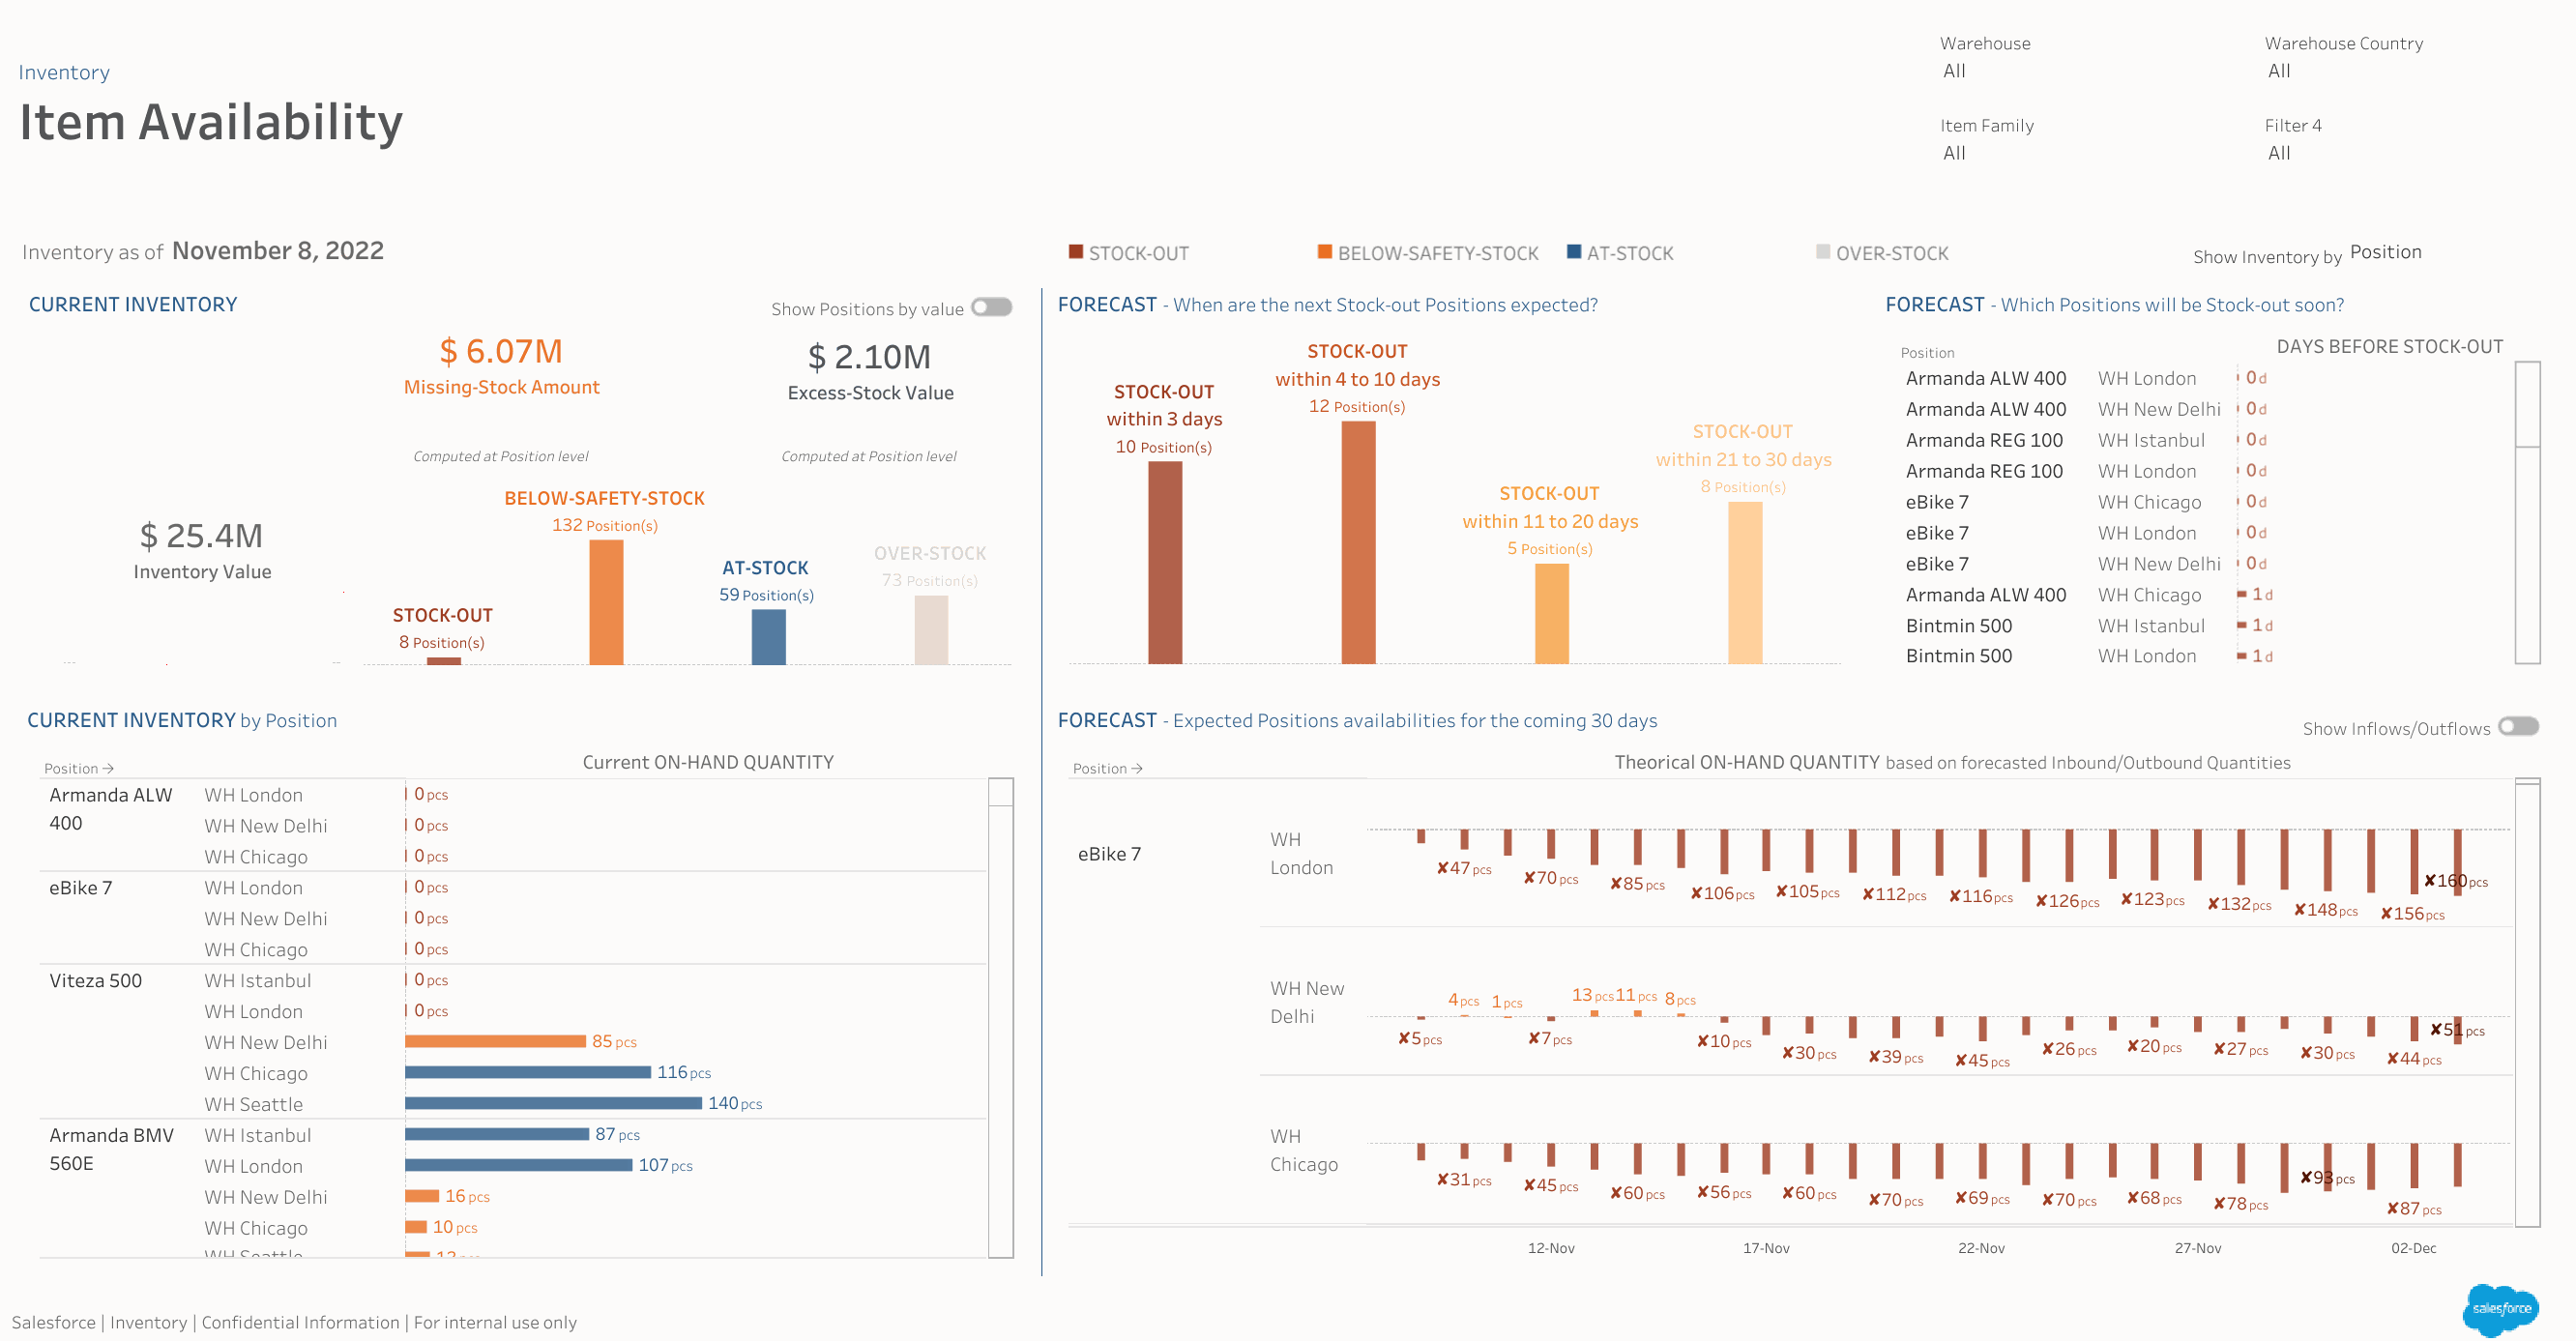 Inventory
Item Availability
Warehouse
All
Warehouse Country
All
Item Family
All
Filter 4
All
Inventory as of November 8, 2022
STOCK-OUT
BELOW-SAFETY-STOCK
AT-STOCK
OVER-STOCK
Show Inventory by Position
CURRENT INVENTORY
Show Positions by value
$ 6.07M
Missing-Stock Amount
$ 2.10M
Excess-Stock Value
Computed at Position level
Computed at Position level
$ 25.4M
Inventory Value
STOCK-OUT
8 Position(s)
BELOW-SAFETY-STOCK
132 Position(s)
AT-STOCK
59 Position(s)
OVER-STOCK
73 Position(s)
FORECAST - When are the next Stock-out Positions expected?
STOCK-OUT
within 3 days
10 Position(s)
STOCK-OUT
within 4 to 10 days
12 Position(s)
STOCK-OUT
within 11 to 20 days
5 Position(s)
STOCK-OUT
within 21 to 30 days
8 Position(s)
FORECAST - Which Positions will be Stock-out soon?
Position
DAYS BEFORE STOCK-OUT
Armanda ALW 400 WH London 0 d
Armanda ALW 400 WH New Delhi 0 d
Armanda REG 100 WH Istanbul 0 d
Armanda REG 100 WH London 0 d
eBike 7 WH Chicago 0 d
eBike 7 WH London 0 d
eBike 7 WH New Delhi 0 d
Armanda ALW 400 WH Chicago 1 d
Bintmin 500 WH Istanbul 1 d
Bintmin 500 WH London 1 d
CURRENT INVENTORY by Position
Position →
Current ON-HAND QUANTITY
Armanda ALW
400
WH London 0 pcs
WH New Delhi 0 pcs
WH Chicago 0 pcs
eBike 7
WH London 0 pcs
WH New Delhi 0 pcs
WH Chicago 0 pcs
Viteza 500
WH Istanbul 0 pcs
WH London 0 pcs
WH New Delhi 85 pcs
WH Chicago 116 pcs
WH Seattle 140 pcs
Armanda BMV
560E
WH Istanbul 87 pcs
WH London 107 pcs
WH New Delhi 16 pcs
WH Chicago 10 pcs
WH Seattle
FORECAST - Expected Positions availabilities for the coming 30 days
Show Inflows/Outflows
Position →
Theorical ON-HAND QUANTITY based on forecasted Inbound/Outbound Quantities
eBike 7
WH
London
✘47 pcs ✘70 pcs ✘85 pcs ✘106 pcs ✘105 pcs ✘112 pcs ✘116 pcs ✘126 pcs ✘123 pcs ✘132 pcs ✘148 pcs ✘156 pcs ✘160 pcs
WH New
Delhi
4 pcs 1 pcs 13 pcs 11 pcs 8 pcs
✘5 pcs ✘7 pcs ✘10 pcs ✘30 pcs ✘39 pcs ✘45 pcs ✘26 pcs ✘20 pcs ✘27 pcs ✘30 pcs ✘44 pcs ✘51 pcs
WH
Chicago
✘31 pcs ✘45 pcs ✘60 pcs ✘56 pcs ✘60 pcs ✘70 pcs ✘69 pcs ✘70 pcs ✘68 pcs ✘78 pcs ✘93 pcs ✘87 pcs
12-Nov 17-Nov 22-Nov 27-Nov 02-Dec
Salesforce | Inventory | Confidential Information | For internal use only
salesforce